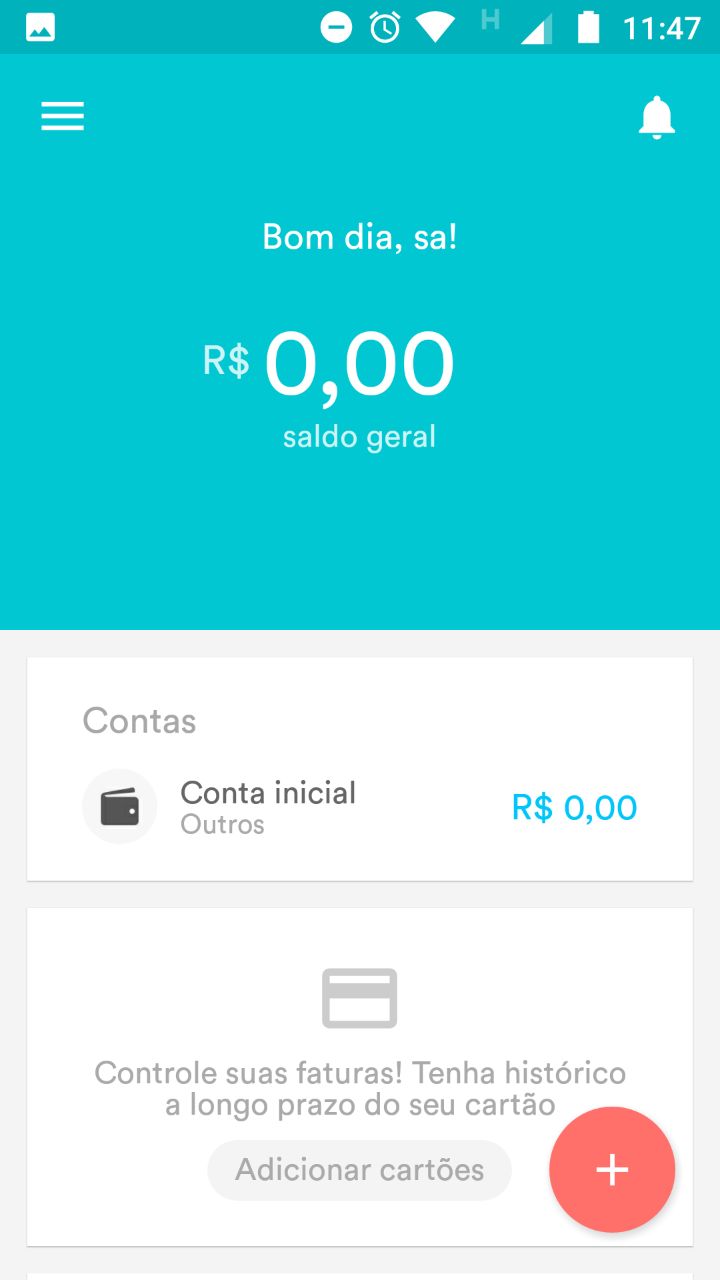 H
11:47
Bom dia, sa!
R$ 0,00
saldo geral
Contas
Conta inicial
Outros
R$ 0,00
Controle suas faturas! Tenha histórico
a longo prazo do seu cartão
Adicionar cartões